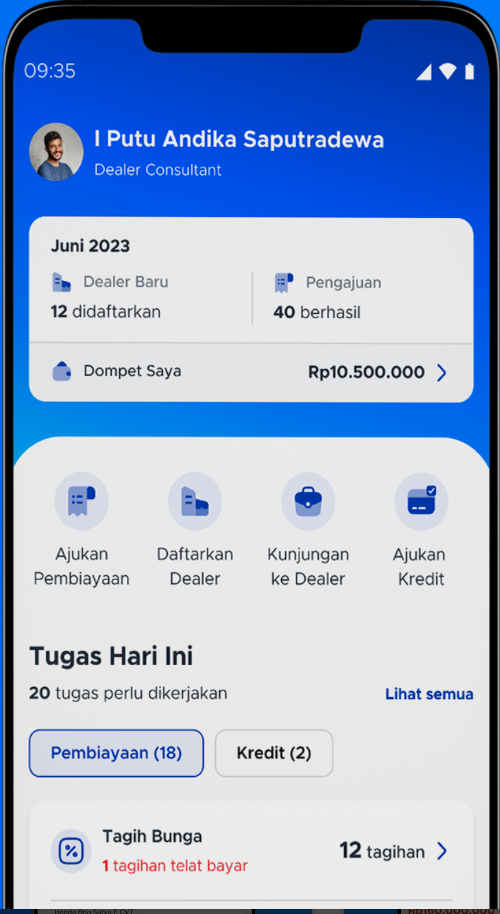 09:35
I Putu Andika Saputradewa
Dealer Consultant
Juni 2023
Dealer Baru
12 didaftarkan
Pengajuan
40 berhasil
Dompet Saya
Rp10.500.000
Ajukan
Pembiayaan
Daftarkan
Dealer
Kunjungan
ke Dealer
Ajukan
Kredit
Tugas Hari Ini
20 tugas perlu dikerjakan
Lihat semua
Pembiayaan (18)
Kredit (2)
Tagih Bunga
1 tagihan telat bayar
12 tagihan